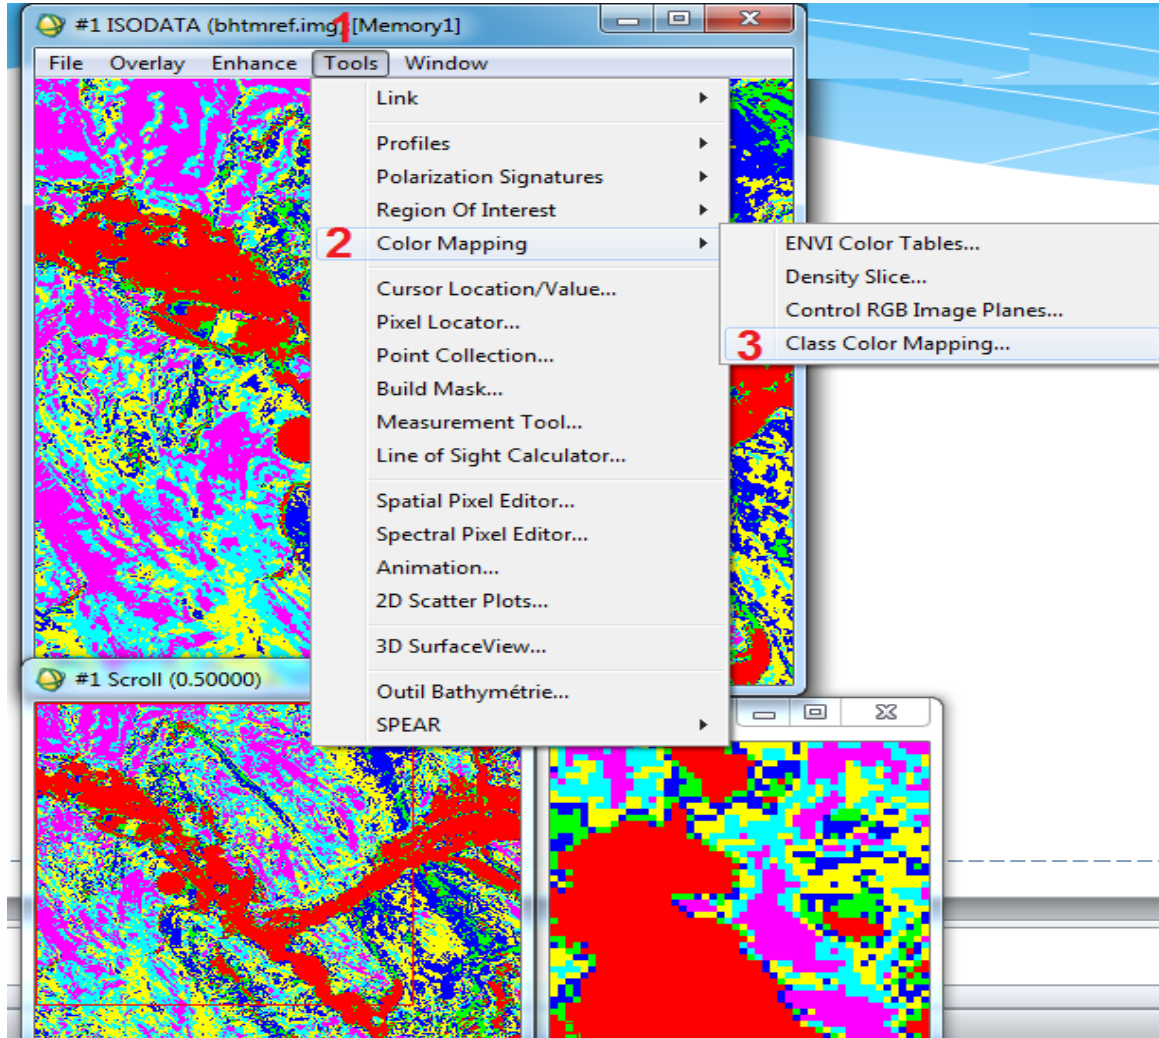 1
#1 ISODATA (bhtmref.img) [Memory1]
File Overlay Enhance Tools Window
Link
Profiles
Polarization Signatures
Region Of Interest
2 Color Mapping
Cursor Location/Value...
Pixel Locator...
Point Collection...
Build Mask...
Measurement Tool...
Line of Sight Calculator...
Spatial Pixel Editor...
Spectral Pixel Editor...
Animation...
2D Scatter Plots...
3D SurfaceView...
Outil Bathymétrie...
SPEAR
ENVI Color Tables...
Density Slice...
Control RGB Image Planes...
3 Class Color Mapping...
#1 Scroll (0.50000)